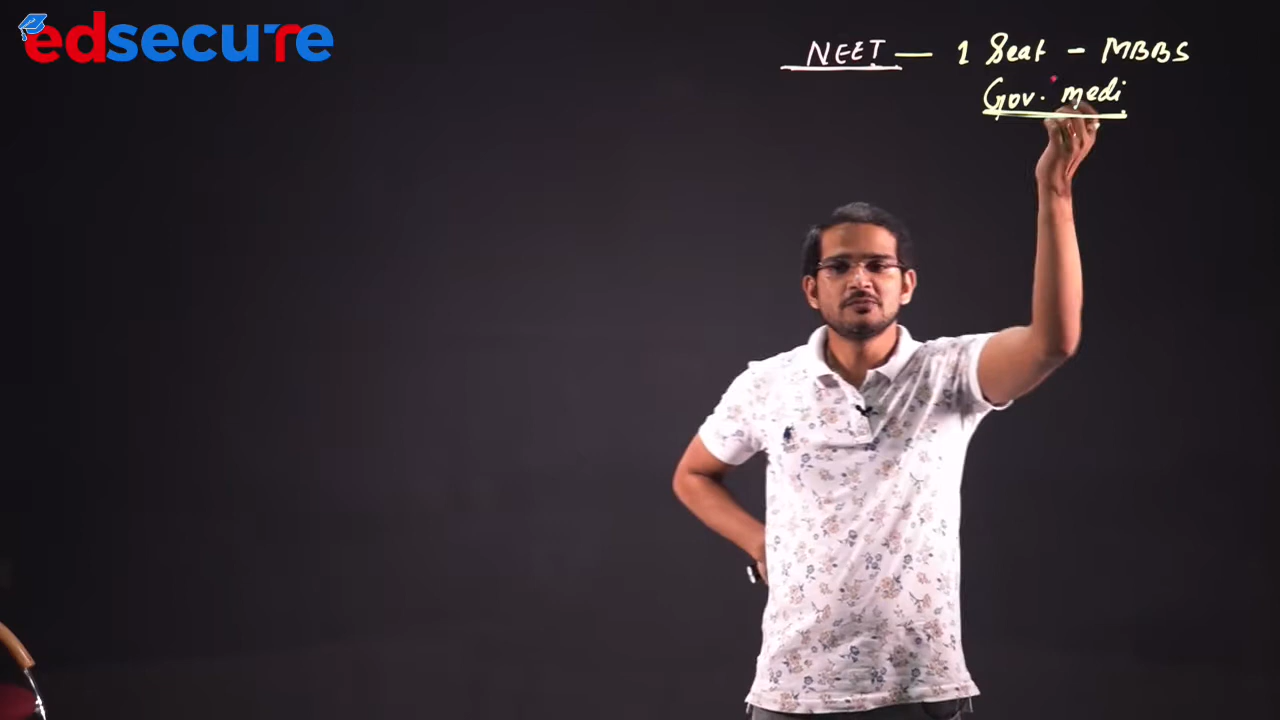 edsecure
NEET — 1 Seat - MBBS
Gov. medi